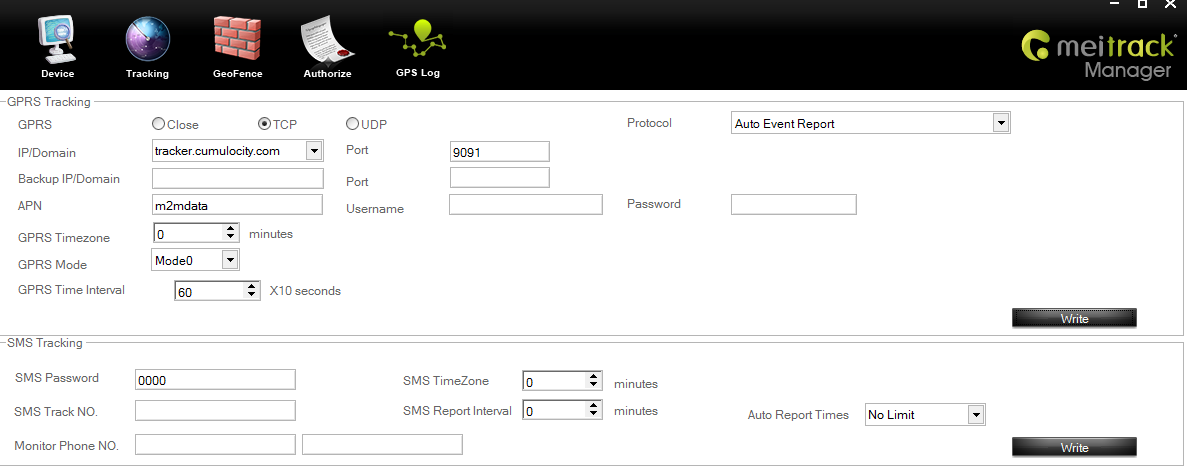 Device Tracking GeoFence Authorize GPS Log
meitrack
Manager
GPRS Tracking
GPRS Close TCP UDP Protocol Auto Event Report
IP/Domain tracker.cumulocity.com Port 9091
Backup IP/Domain Port
APN m2mdata Username Password
GPRS Timezone 0 minutes
GPRS Mode Mode0
GPRS Time Interval 60 X10 seconds
Write
SMS Tracking
SMS Password 0000 SMS TimeZone 0 minutes
SMS Track NO. SMS Report Interval 0 minutes Auto Report Times No Limit
Monitor Phone NO. Write